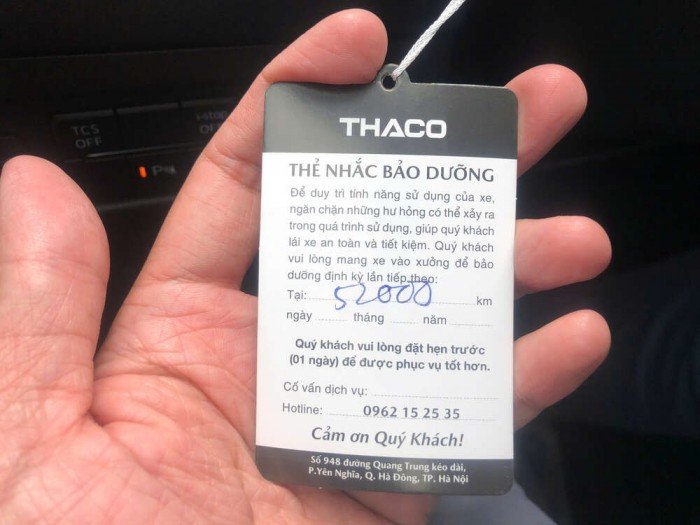 TCS
OFF
i-stop
OFF
THACO
THẺ NHẮC BẢO DƯỠNG
Để duy trì tính năng sử dụng của xe,
ngăn chặn những hư hỏng có thể xảy ra
trong quá trình sử dụng, giúp quý khách
lái xe an toàn và tiết kiệm. Quý khách
vui lòng mang xe vào xưởng để bảo
dưỡng định kỳ lần tiếp theo:
Tại: 52000 km
ngày ........ tháng ........ năm ........
Quý khách vui lòng đặt hẹn trước
(01 ngày) để được phục vụ tốt hơn.
Cố vấn dịch vụ:
Hotline: 0962 15 25 35
Cảm ơn Quý Khách!
Số 948 đường Quang Trung kéo dài,
P.Yên Nghĩa, Q. Hà Đông, TP. Hà Nội